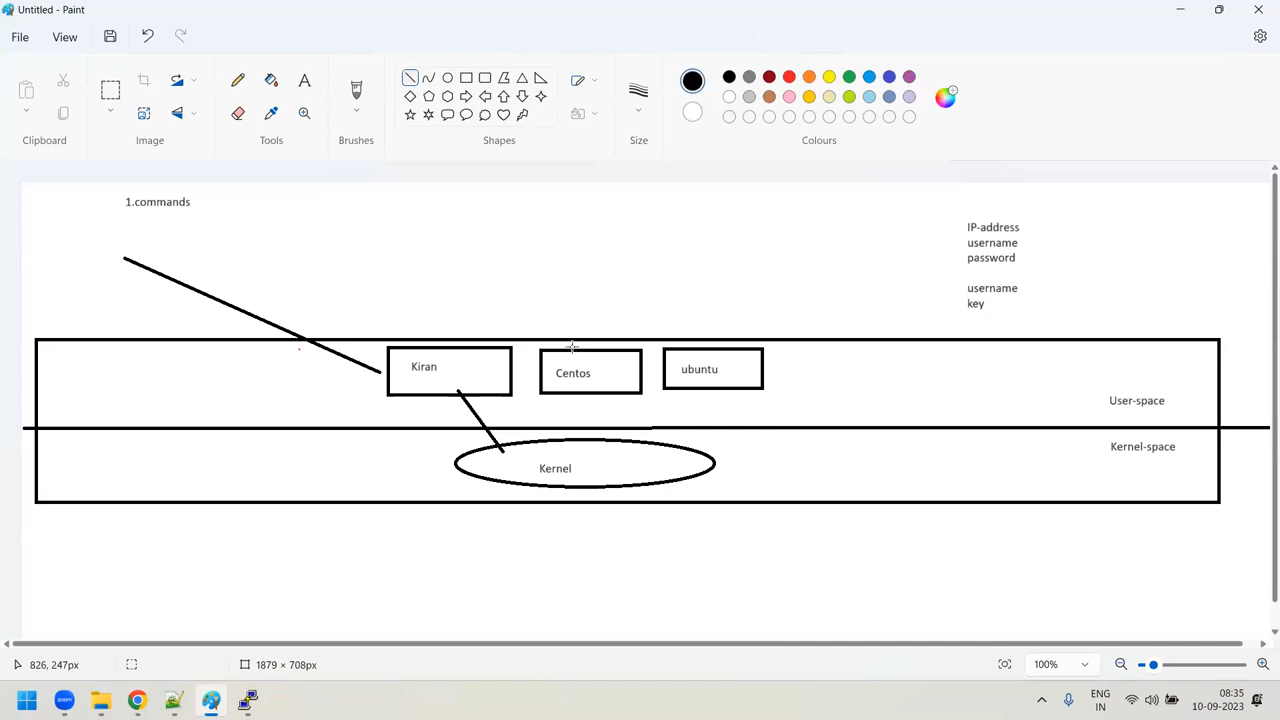 Untitled - Paint
File
View
Clipboard
Image
Tools
Brushes
Shapes
Size
Colours
1.commands
IP-address
username
password
username
key
Kiran
Centos
ubuntu
User-space
Kernel-space
Kernel
826, 247px
1879 × 708px
100%
zoom
ENG
IN
08:35
10-09-2023